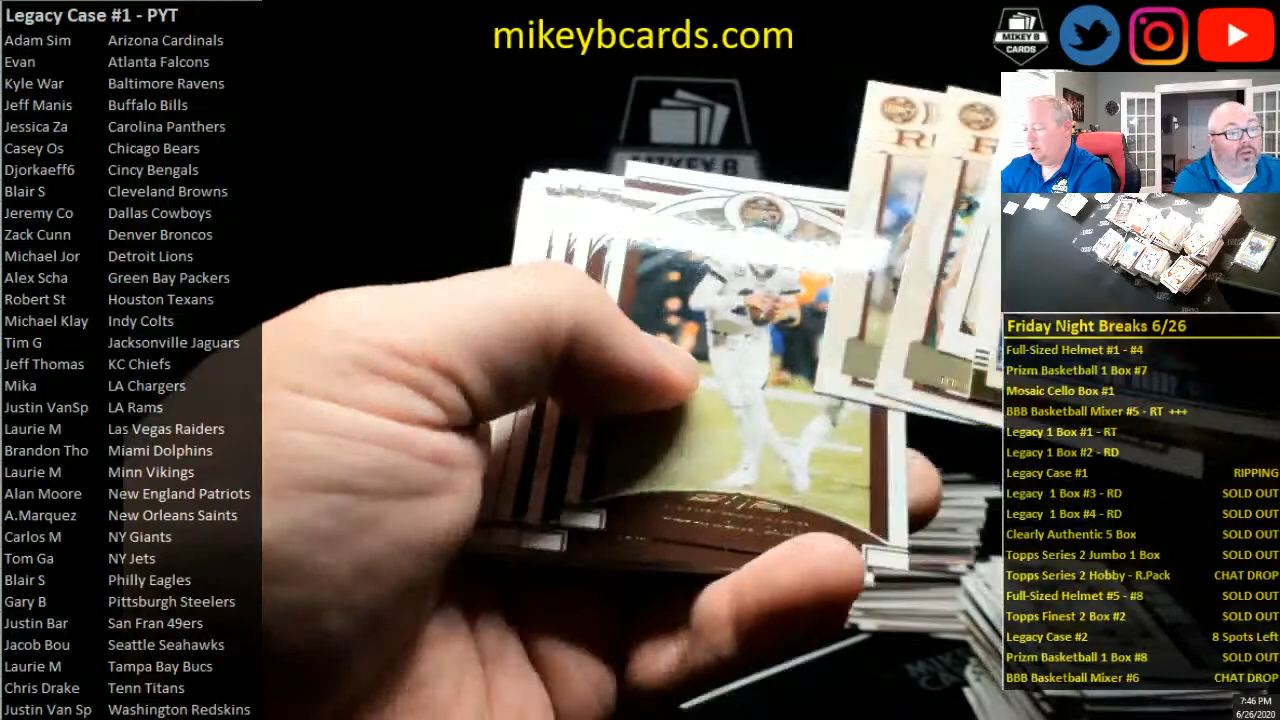 Legacy Case #1 - PYT
Adam Sim Arizona Cardinals
Evan Atlanta Falcons
Kyle War Baltimore Ravens
Jeff Manis Buffalo Bills
Jessica Za Carolina Panthers
Casey Os Chicago Bears
Djorkaeff6 Cincy Bengals
Blair S Cleveland Browns
Jeremy Co Dallas Cowboys
Zack Cunn Denver Broncos
Michael Jor Detroit Lions
Alex Scha Green Bay Packers
Robert St Houston Texans
Michael Klay Indy Colts
Tim G Jacksonville Jaguars
Jeff Thomas KC Chiefs
Mika LA Chargers
Justin VanSp LA Rams
Laurie M Las Vegas Raiders
Brandon Tho Miami Dolphins
Laurie M Minn Vikings
Alan Moore New England Patriots
A.Marquez New Orleans Saints
Carlos M NY Giants
Tom Ga NY Jets
Blair S Philly Eagles
Gary B Pittsburgh Steelers
Justin Bar San Fran 49ers
Jacob Bou Seattle Seahawks
Laurie M Tampa Bay Bucs
Chris Drake Tenn Titans
Justin Van Sp Washington Redskins
mikeybcards.com
MIKEY B
CARDS
MIKEY B
Friday Night Breaks 6/26
Full-Sized Helmet #1 - #4
Prizm Basketball 1 Box #7
Mosaic Cello Box #1
BBB Basketball Mixer #5 - RT +++
Legacy 1 Box #1 - RT
Legacy 1 Box #2 - RD
Legacy Case #1 RIPPING
Legacy 1 Box #3 - RD SOLD OUT
Legacy 1 Box #4 - RD SOLD OUT
Clearly Authentic 5 Box SOLD OUT
Topps Series 2 Jumbo 1 Box SOLD OUT
Topps Series 2 Hobby - R.Pack CHAT DROP
Full-Sized Helmet #5 - #8 SOLD OUT
Topps Finest 2 Box #2 SOLD OUT
Legacy Case #2 8 Spots Left
Prizm Basketball 1 Box #8 SOLD OUT
BBB Basketball Mixer #6 CHAT DROP
7:46 PM
6/26/2020